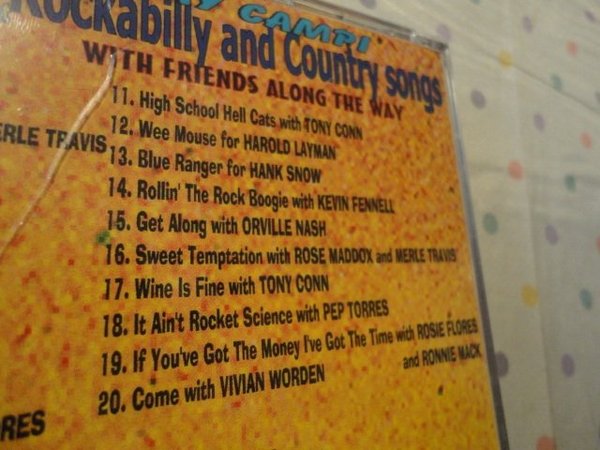 CAMPI
Rockabilly and Country songs
WITH FRIENDS ALONG THE WAY
11. High School Hell Cats with TONY CONN
12. Wee Mouse for HAROLD LAYMAN
MERLE TRAVIS
13. Blue Ranger for HANK SNOW
14. Rollin' The Rock Boogie with KEVIN FENNELL
15. Get Along with ORVILLE NASH
16. Sweet Temptation with ROSE MADDOX and MERLE TRAVIS
17. Wine Is Fine with TONY CONN
18. It Ain't Rocket Science with PEP TORRES
19. If You've Got The Money I've Got The Time with ROSIE FLORES
and RONNIE MACK
20. Come with VIVIAN WORDEN
RES